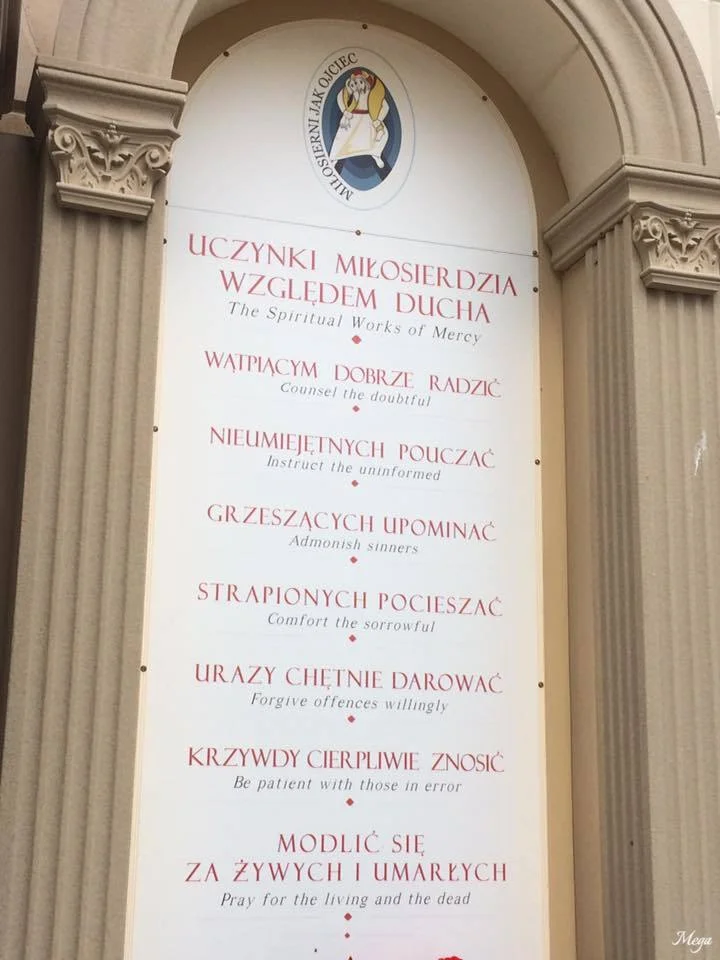 MIŁOSIERNI JAK OJCIEC
UCZYNKI MIŁOSIERDZIA
WZGLĘDEM DUCHA
The Spiritual Works of Mercy
WĄTPIĄCYM DOBRZE RADZIĆ
Counsel the doubtful
NIEUMIEJĘTNYCH POUCZAĆ
Instruct the uninformed
GRZESZĄCYCH UPOMINAĆ
Admonish sinners
STRAPIONYCH POCIESZAĆ
Comfort the sorrowful
URAZY CHĘTNIE DAROWAĆ
Forgive offences willingly
KRZYWDY CIERPLIWIE ZNOSIĆ
Be patient with those in error
MODLIĆ SIĘ
ZA ŻYWYCH I UMARŁYCH
Pray for the living and the dead
Mega